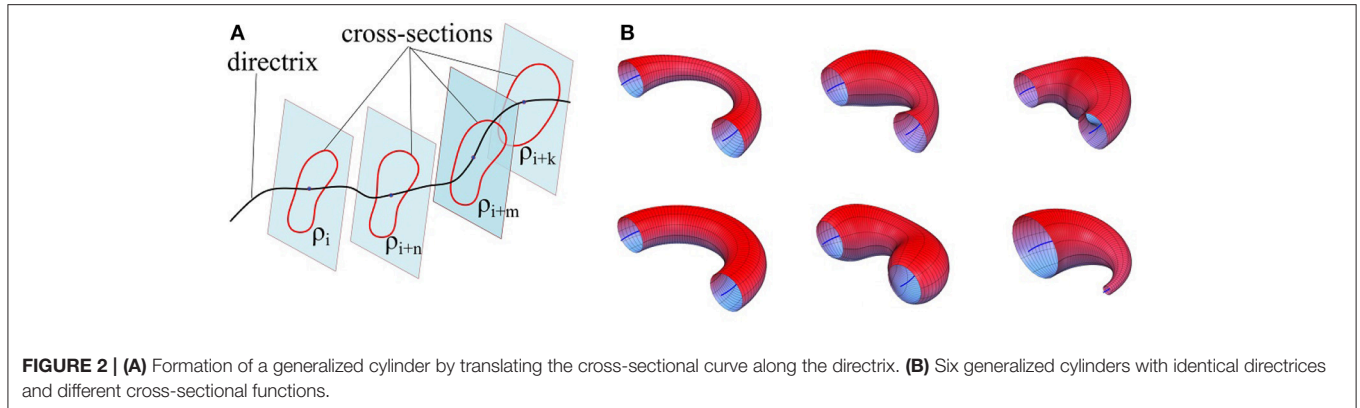 A
cross-sections
B
directrix
ρi+k
ρi+m
ρi
ρi+n
FIGURE 2 | (A) Formation of a generalized cylinder by translating the cross-sectional curve along the directrix. (B) Six generalized cylinders with identical directrices
and different cross-sectional functions.